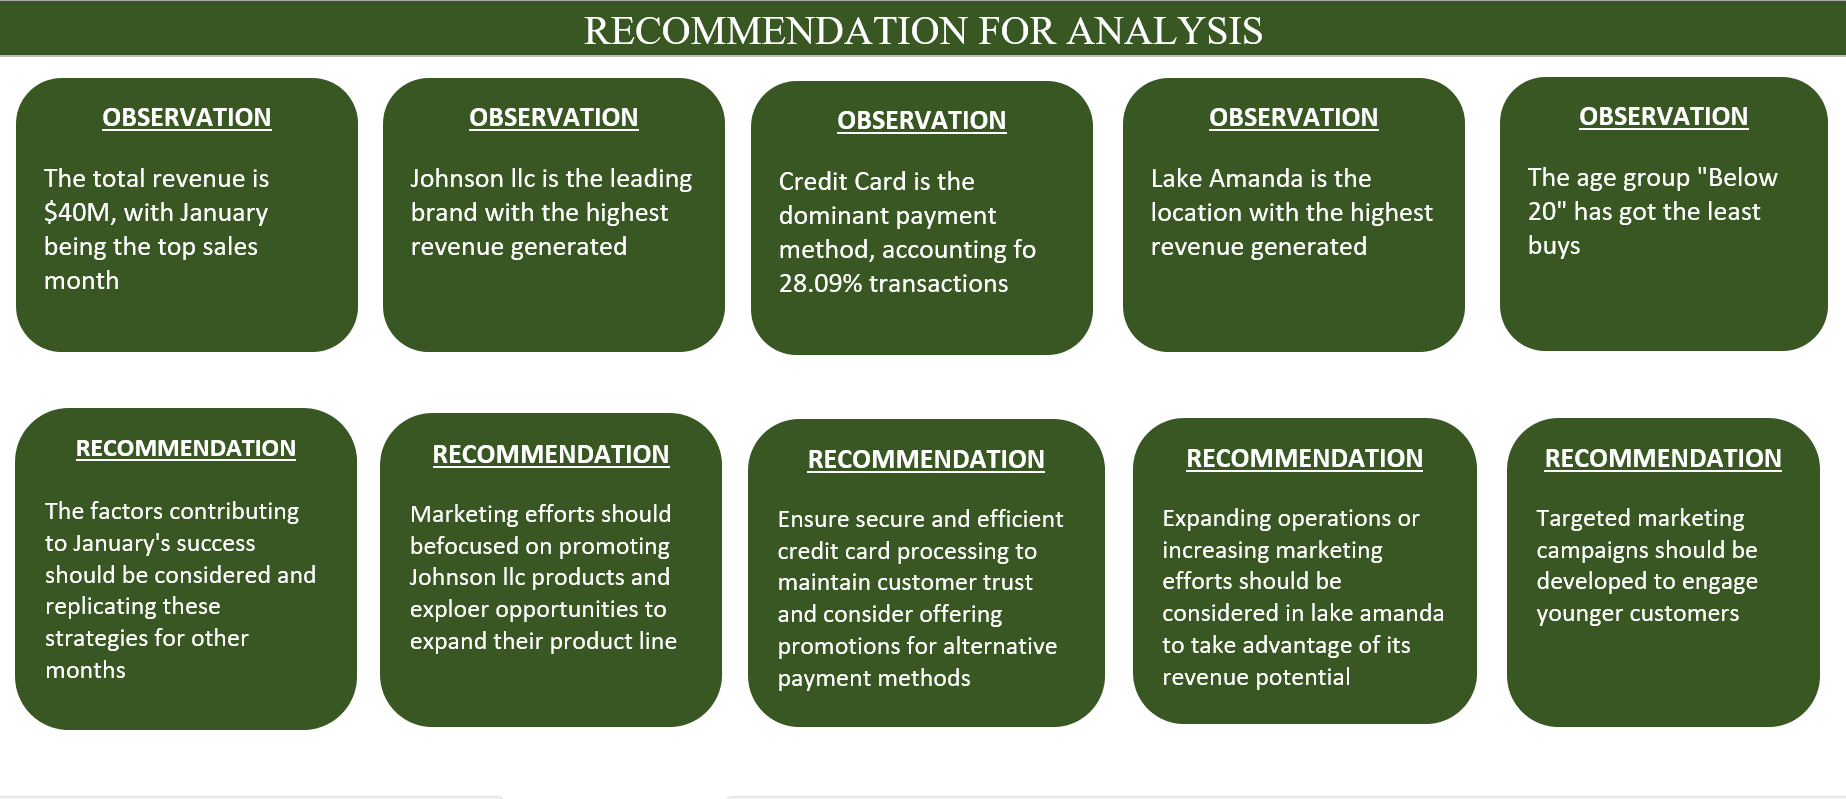 RECOMMENDATION FOR ANALYSIS
OBSERVATION
The total revenue is
$40M, with January
being the top sales
month
OBSERVATION
Johnson llc is the leading
brand with the highest
revenue generated
OBSERVATION
Credit Card is the
dominant payment
method, accounting fo
28.09% transactions
OBSERVATION
Lake Amanda is the
location with the highest
revenue generated
OBSERVATION
The age group "Below
20" has got the least
buys
RECOMMENDATION
The factors contributing
to January's success
should be considered and
replicating these
strategies for other
months
RECOMMENDATION
Marketing efforts should
befocused on promoting
Johnson llc products and
exploer opportunities to
expand their product line
RECOMMENDATION
Ensure secure and efficient
credit card processing to
maintain customer trust
and consider offering
promotions for alternative
payment methods
RECOMMENDATION
Expanding operations or
increasing marketing
efforts should be
considered in lake amanda
to take advantage of its
revenue potential
RECOMMENDATION
Targeted marketing
campaigns should be
developed to engage
younger customers